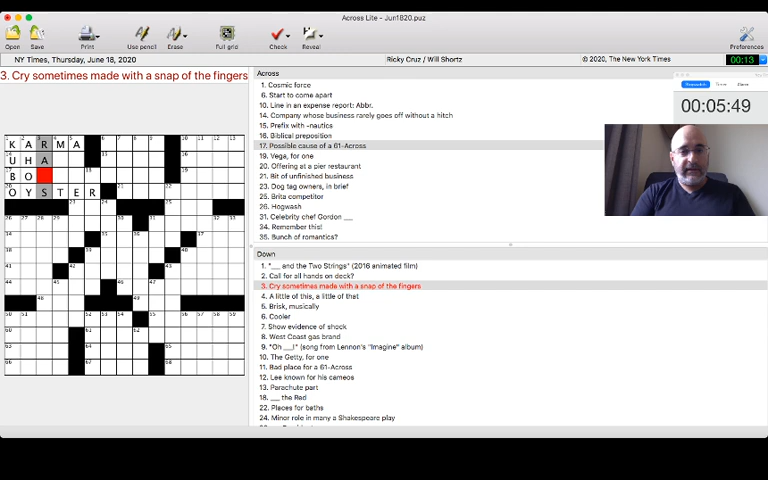 Across Lite - Jun1820.puz
Open
Save
Print
Use pencil
Erase
Full grid
Check
Reveal
Preferences
NY Times, Thursday, June 18, 2020
Ricky Cruz / Will Shortz
© 2020, The New York Times
00:13
3. Cry sometimes made with a snap of the fingers
00:05:49
K A R M A
U H A
B O
O Y S T E R
Across
1. Cosmic force
6. Start to come apart
10. Line in an expense report: Abbr.
14. Company whose business rarely goes off without a hitch
15. Prefix with -nautics
16. Biblical preposition
17. Possible cause of a 61-Across
19. Vega, for one
20. Offering at a pier restaurant
21. Bit of unfinished business
23. Dog tag owners, in brief
25. Brita competitor
26. Hogwash
31. Celebrity chef Gordon ___
34. Remember this!
35. Bunch of romantics?
Down
1. "___ and the Two Strings" (2016 animated film)
2. Call for all hands on deck?
3. Cry sometimes made with a snap of the fingers
4. A little of this, a little of that
5. Brisk, musically
6. Cooler
7. Show evidence of shock
8. West Coast gas brand
9. "Oh ___!" (song from Lennon's "Imagine" album)
10. The Getty, for one
11. Bad place for a 61-Across
12. Lee known for his cameos
13. Parachute part
18. ___ the Red
22. Places for baths
24. Minor role in many a Shakespeare play